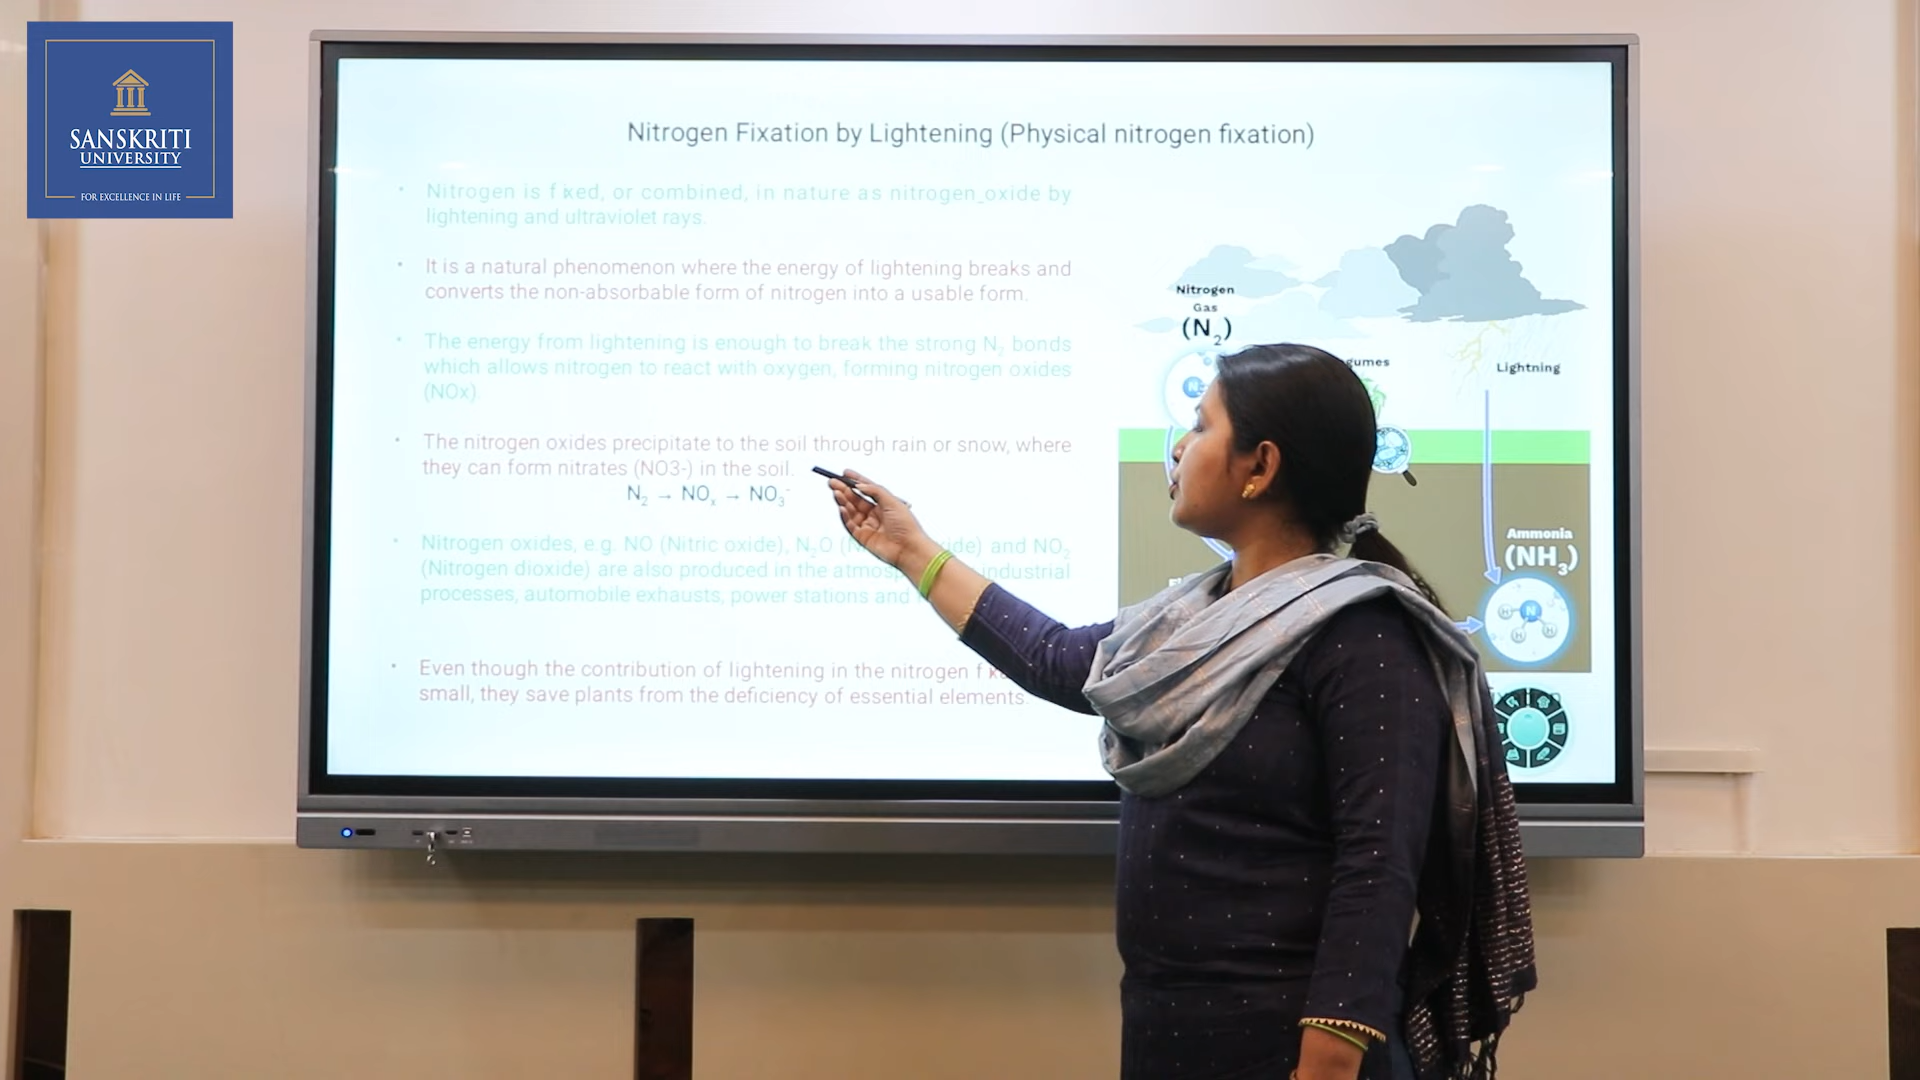 SANSKRITI
UNIVERSITY
FOR EXCELLENCE IN LIFE
Nitrogen Fixation by Lightening (Physical nitrogen fixation)
• Nitrogen is fixed, or combined, in nature as nitrogen_oxide by
lightening and ultraviolet rays.
• It is a natural phenomenon where the energy of lightening breaks and
converts the non-absorbable form of nitrogen into a usable form.
• The energy from lightening is enough to break the strong N₂ bonds
which allows nitrogen to react with oxygen, forming nitrogen oxides
(NOx).
• The nitrogen oxides precipitate to the soil through rain or snow, where
they can form nitrates (NO3-) in the soil.
N₂ → NOₓ → NO₃⁻
• Nitrogen oxides, e.g. NO (Nitric oxide), N₂O ( and NO₂
(Nitrogen dioxide) are also produced in the industrial
processes, automobile exhausts, power stations and
• Even though the contribution of lightening in the nitrogen
small, they save plants from the deficiency of essential elements.
Nitrogen
Gas
(N₂)
Lightning
Ammonia
(NH₃)
N
H
H
H